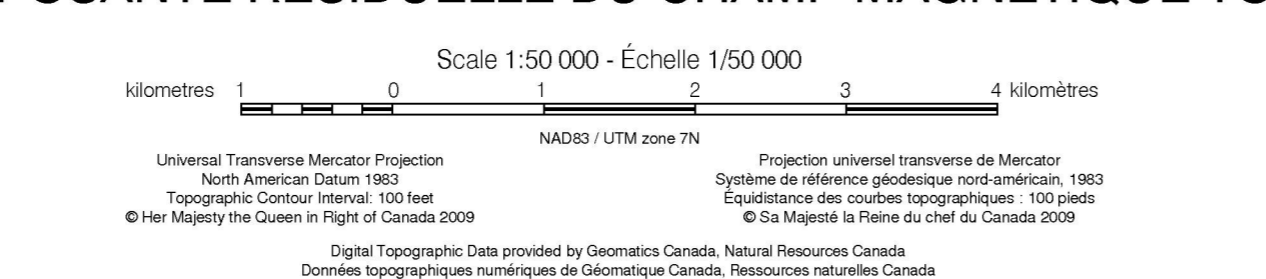 Scale 1:50 000 - Échelle 1/50 000
kilometres 1 0 1 2 3 4 kilomètres
NAD83 / UTM zone 7N
Universal Transverse Mercator Projection
North American Datum 1983
Topographic Contour Interval: 100 feet
© Her Majesty the Queen in Right of Canada 2009
Projection universel transverse de Mercator
Système de référence géodesique nord-américain, 1983
Équidistance des courbes topographiques : 100 pieds
© Sa Majesté la Reine du chef du Canada 2009
Digital Topographic Data provided by Geomatics Canada, Natural Resources Canada
Données topographiques numériques de Géomatique Canada, Ressources naturelles Canada